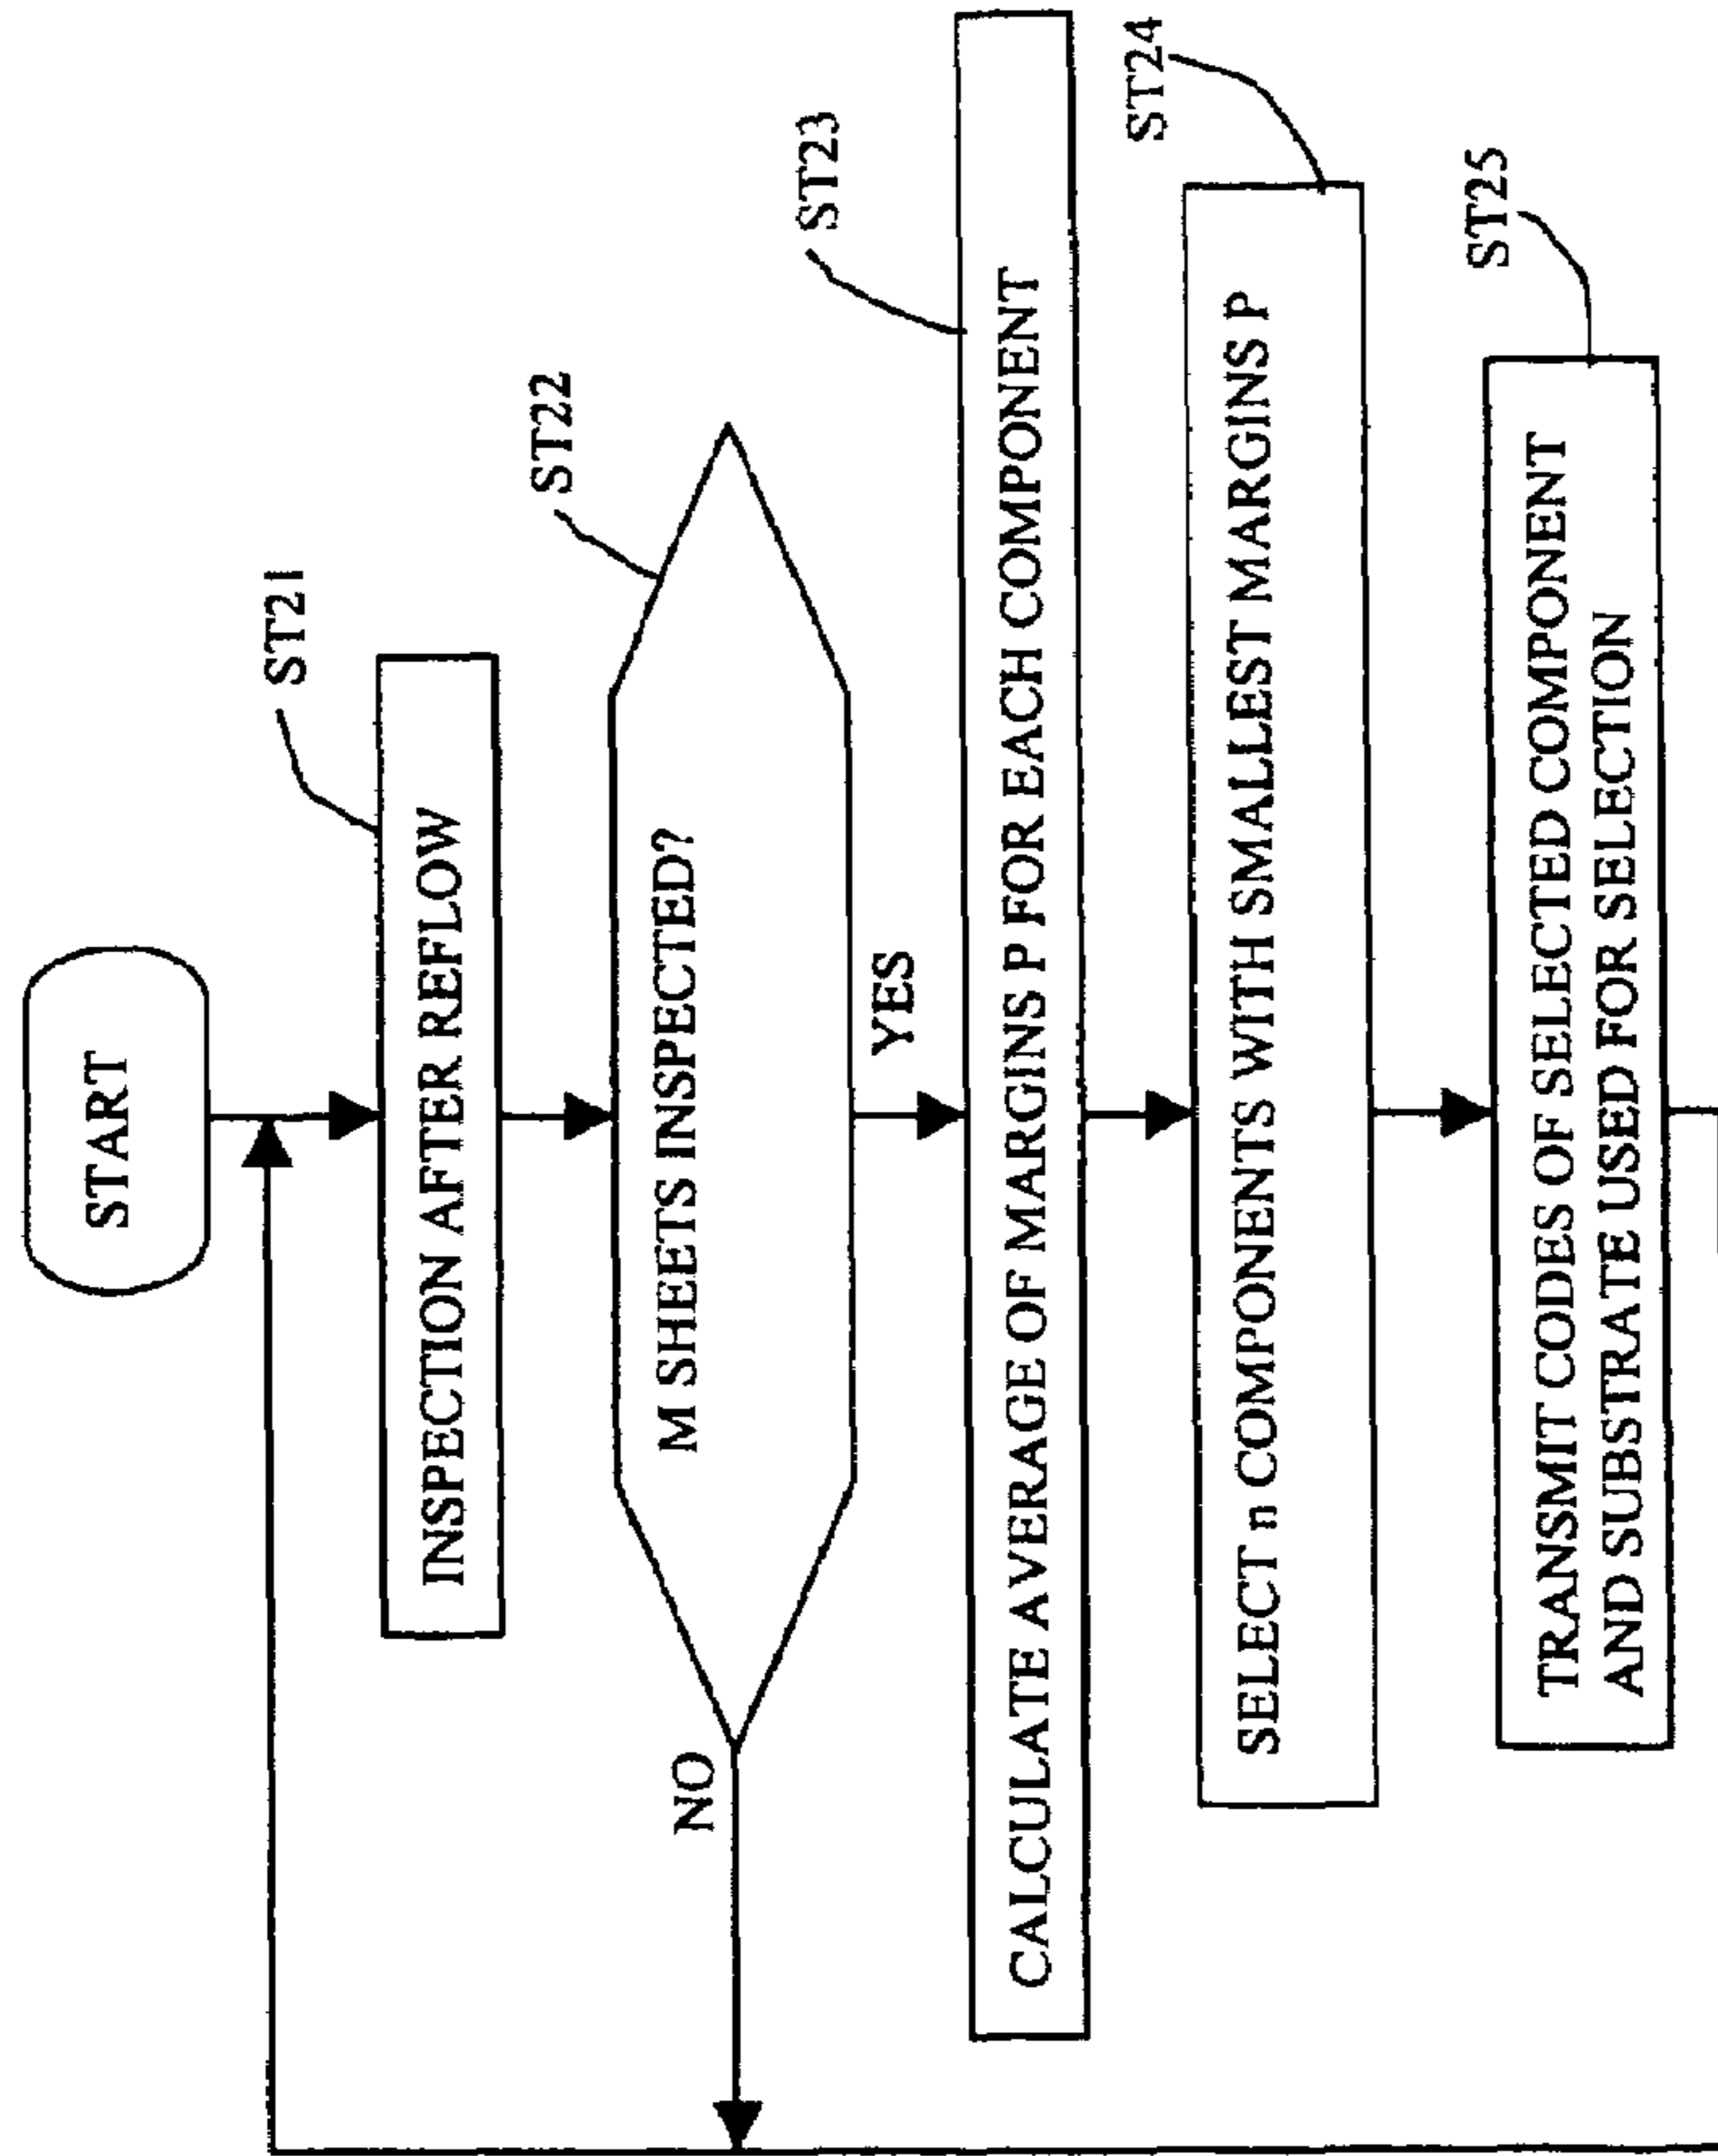 START
ST21
INSPECTION AFTER REFLOW
ST22
M SHEETS INSPECTED?
NO
YES
ST23
CALCULATE AVERAGE OF MARGINS P FOR EACH COMPONENT
ST24
SELECT n COMPONENTS WITH SMALLEST MARGINS P
ST25
TRANSMIT CODES OF SELECTED COMPONENT
AND SUBSTRATE USED FOR SELECTION